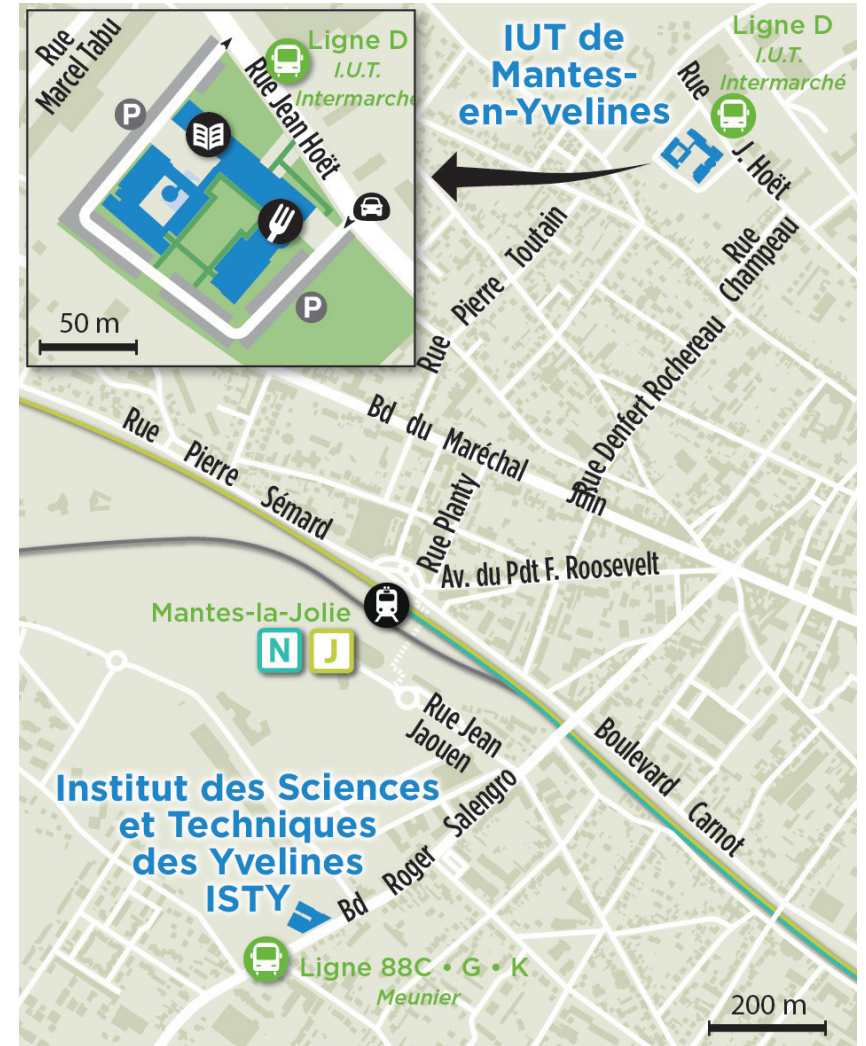 Rue
Marcel Tabu
P
Ligne D
I.U.T.
Intermarché
Rue Jean Hoët
P
50 m
IUT de
Mantes-
en-Yvelines
Ligne D
I.U.T.
Intermarché
Rue
J. Hoët
Rue
Champeau
Rue Pierre Toutain
Rue Denfert Rochereau
Bd du Maréchal
Juin
Rue Pierre Sémard
Rue Planty
Av. du Pdt F. Roosevelt
Mantes-la-Jolie
N J
Rue Jean
Jaouen
Boulevard Carnot
Institut des Sciences
et Techniques
des Yvelines
ISTY
Bd Roger Salengro
Ligne 88C • G • K
Meunier
200 m